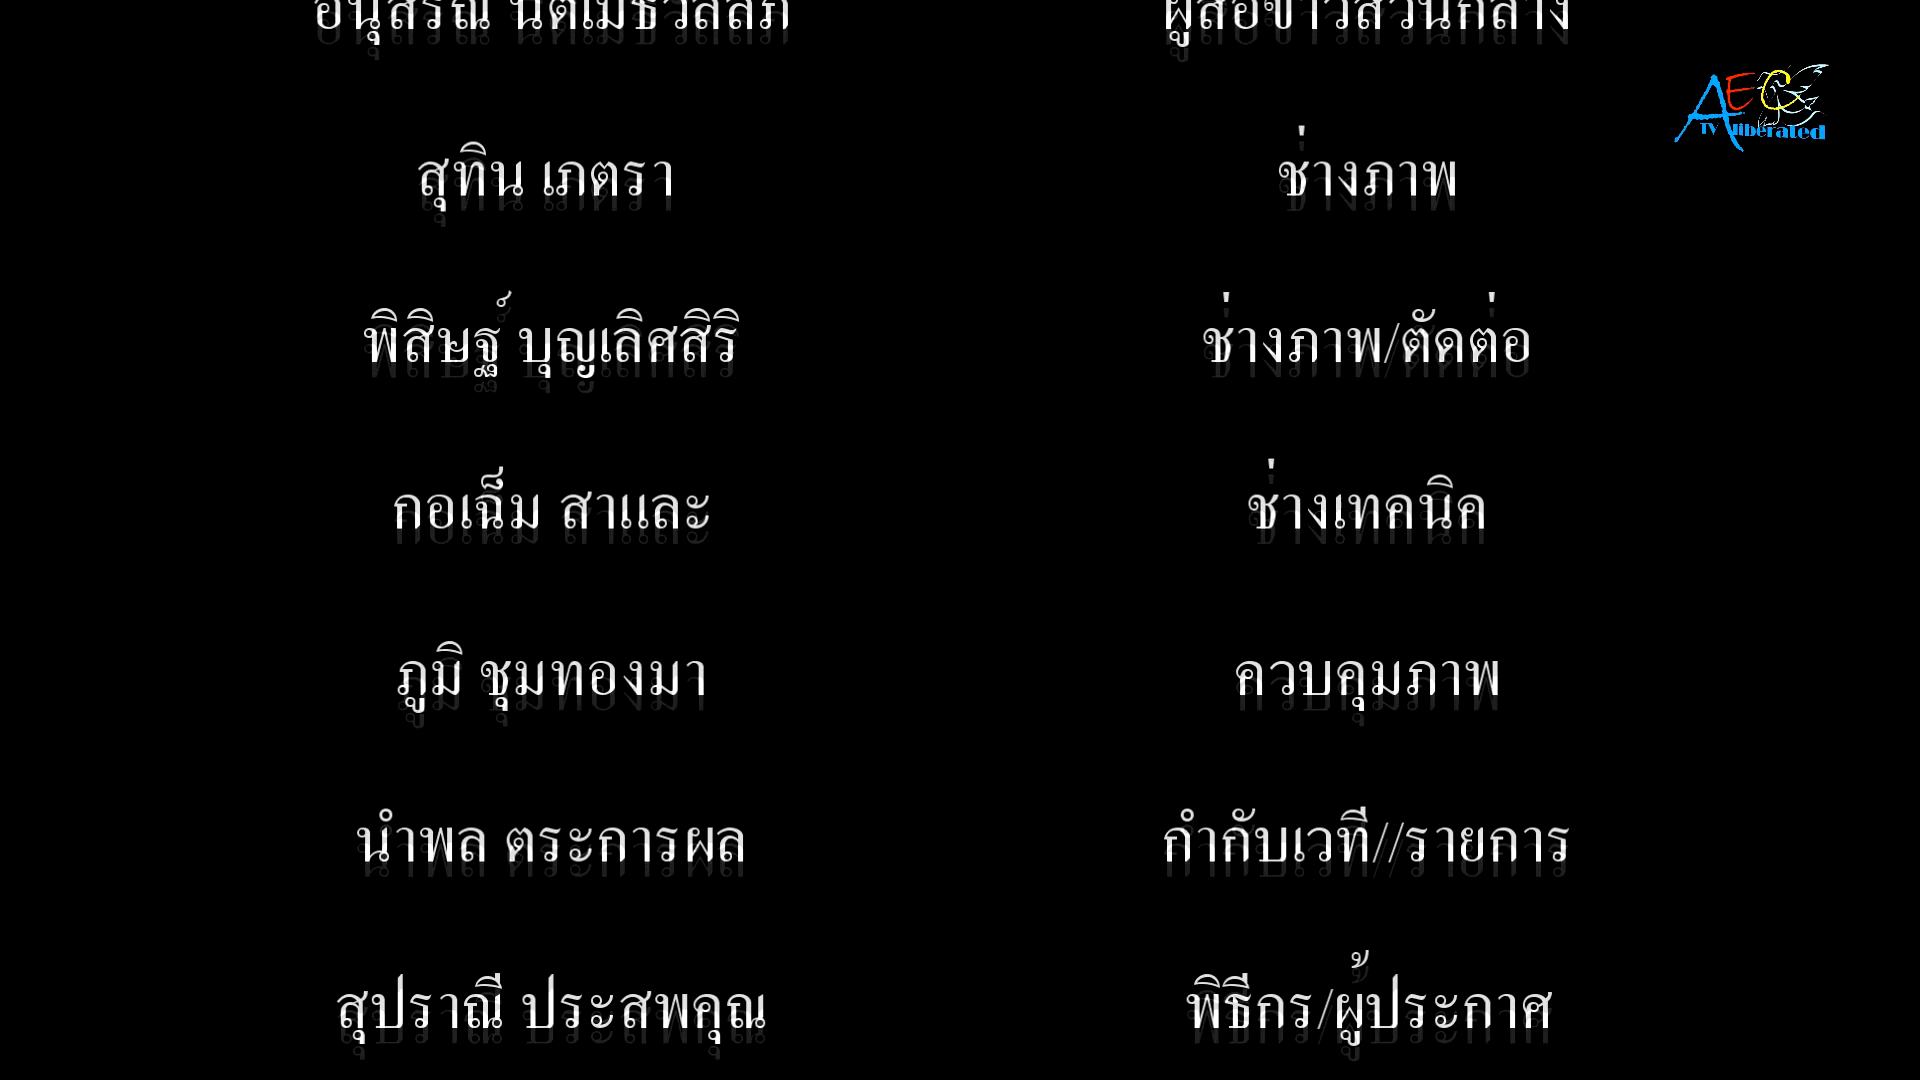 AEC
TV liberated
สุทิน เภตรา ช่างภาพ
พิสิษฐ์ บุญเลิศสิริ ช่างภาพ/ตัดต่อ
กอเฉ็ม สาและ ช่างเทคนิค
ภูมิ ชุมทองมา ควบคุมภาพ
นำพล ตระการผล กำกับเวที//รายการ
สุปราณี ประสพคุณ พิธีกร/ผู้ประกาศ